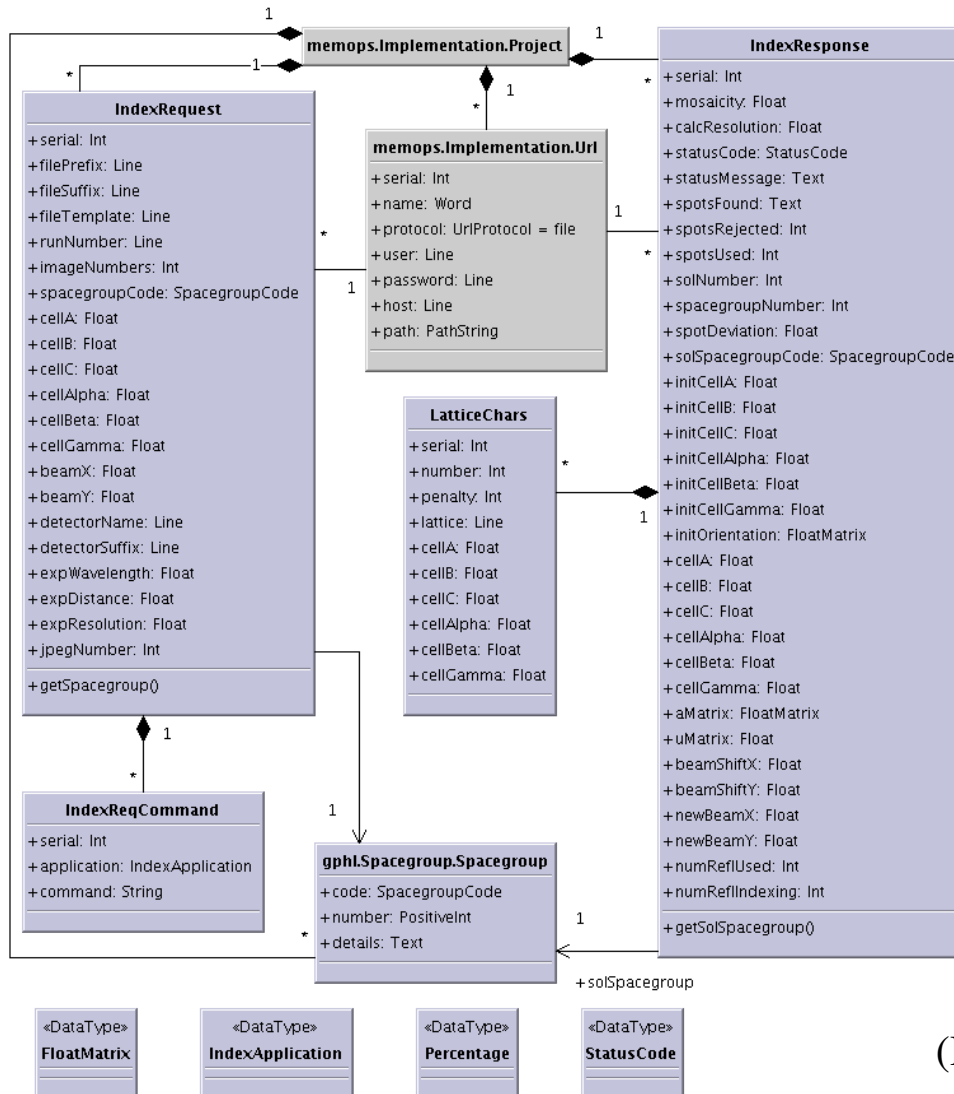 memops.Implementation.Project
1
1
1
1
*
*
*
IndexRequest
+serial: Int
+filePrefix: Line
+fileSuffix: Line
+fileTemplate: Line
+runNumber: Line
+imageNumbers: Int
+spacegroupCode: SpacegroupCode
+cellA: Float
+cellB: Float
+cellC: Float
+cellAlpha: Float
+cellBeta: Float
+cellGamma: Float
+beamX: Float
+beamY: Float
+detectorName: Line
+detectorSuffix: Line
+expWavelength: Float
+expDistance: Float
+expResolution: Float
+jpegNumber: Int
+getSpacegroup()
*
1
memops.Implementation.Url
+serial: Int
+name: Word
+protocol: UrlProtocol = file
+user: Line
+password: Line
+host: Line
+path: PathString
1
*
IndexResponse
+serial: Int
+mosaicity: Float
+calcResolution: Float
+statusCode: StatusCode
+statusMessage: Text
+spotsFound: Text
+spotsRejected: Int
+spotsUsed: Int
+solNumber: Int
+spacegroupNumber: Int
+spotDeviation: Float
+solSpacegroupCode: SpacegroupCode
+initCellA: Float
+initCellB: Float
+initCellC: Float
+initCellAlpha: Float
+initCellBeta: Float
+initCellGamma: Float
+initOrientation: FloatMatrix
+cellA: Float
+cellB: Float
+cellC: Float
+cellAlpha: Float
+cellBeta: Float
+cellGamma: Float
+aMatrix: FloatMatrix
+uMatrix: Float
+beamShiftX: Float
+beamShiftY: Float
+newBeamX: Float
+newBeamY: Float
+numReflUsed: Int
+numReflIndexing: Int
+getSolSpacegroup()
LatticeChars
+serial: Int
+number: Int
+penalty: Int
+lattice: Line
+cellA: Float
+cellB: Float
+cellC: Float
+cellAlpha: Float
+cellBeta: Float
+cellGamma: Float
*
1
1
*
IndexReqCommand
+serial: Int
+application: IndexApplication
+command: String
1
*
gphl.Spacegroup.Spacegroup
+code: SpacegroupCode
+number: PositiveInt
+details: Text
1
+solSpacegroup
«DataType»
FloatMatrix
«DataType»
IndexApplication
«DataType»
Percentage
«DataType»
StatusCode